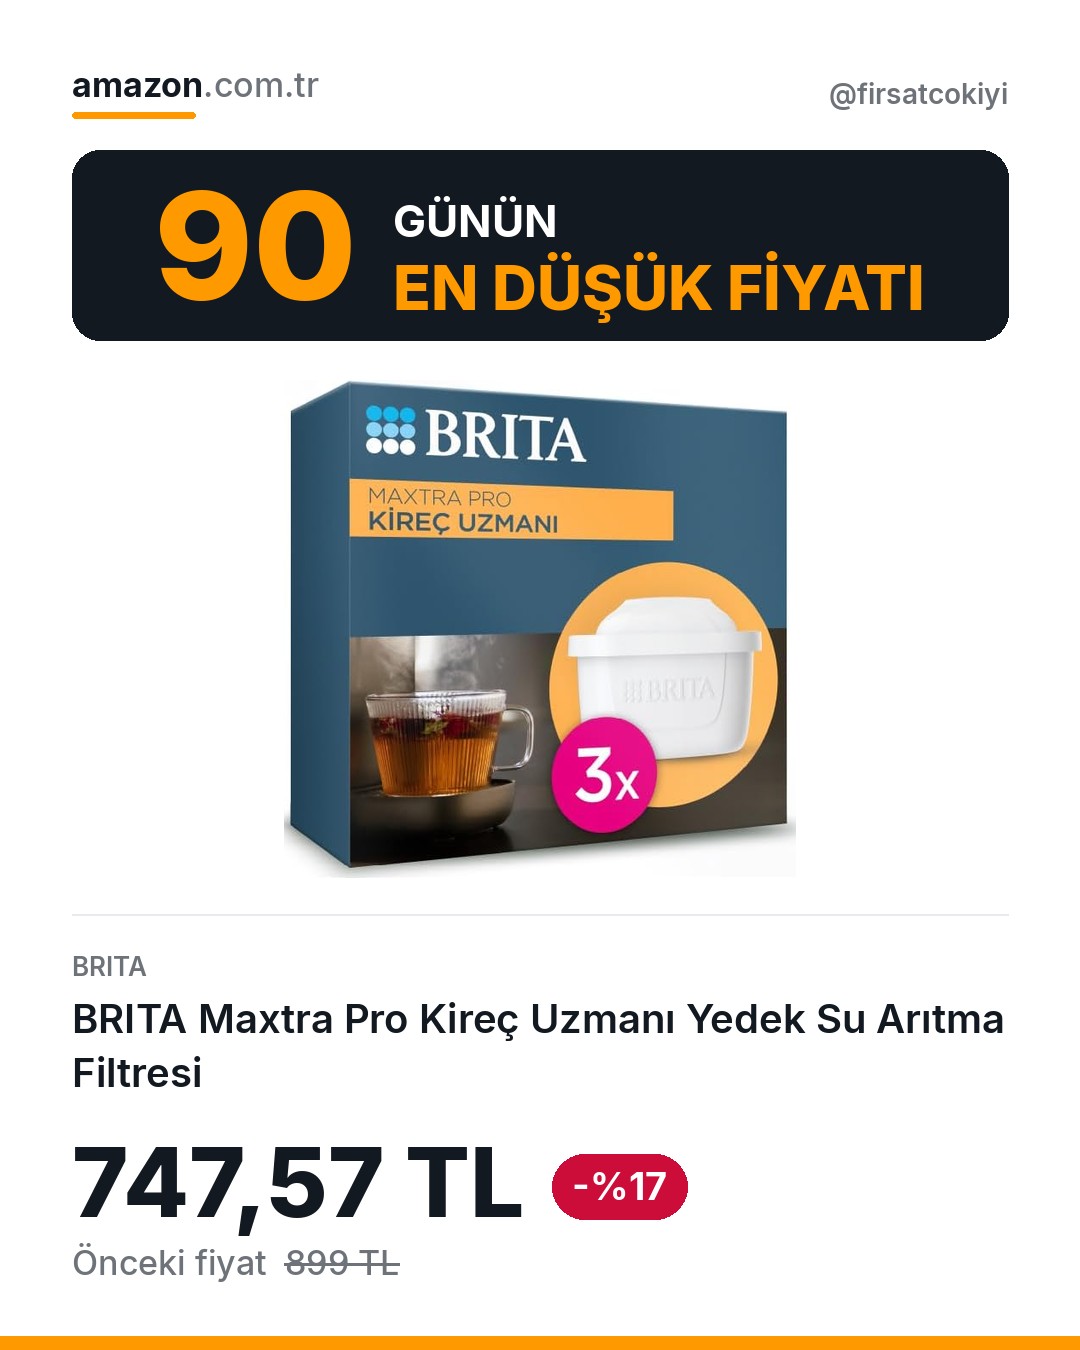 amazon.com.tr
@firsatcokiyi
90
GÜNÜN
EN DÜŞÜK FİYATI
BRITA
MAXTRA PRO
KİREÇ UZMANI
BRITA
3x
BRITA
BRITA Maxtra Pro Kireç Uzmanı Yedek Su Arıtma
Filtresi
747,57 TL
-%17
Önceki fiyat 899 TL